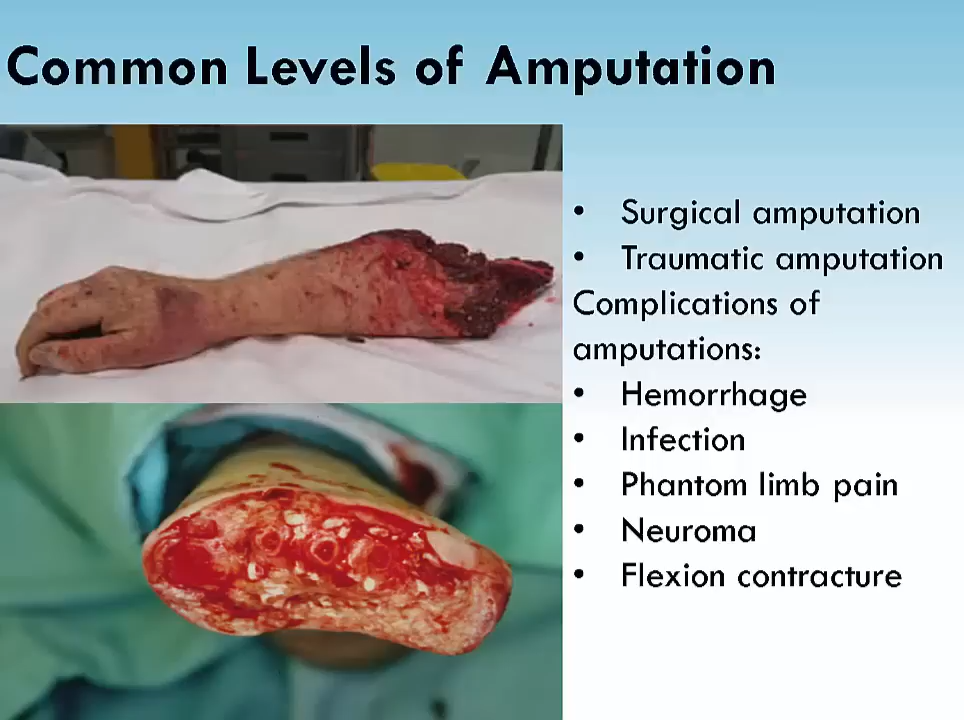 Common Levels of Amputation
• Surgical amputation
• Traumatic amputation
Complications of
amputations:
• Hemorrhage
• Infection
• Phantom limb pain
• Neuroma
• Flexion contracture